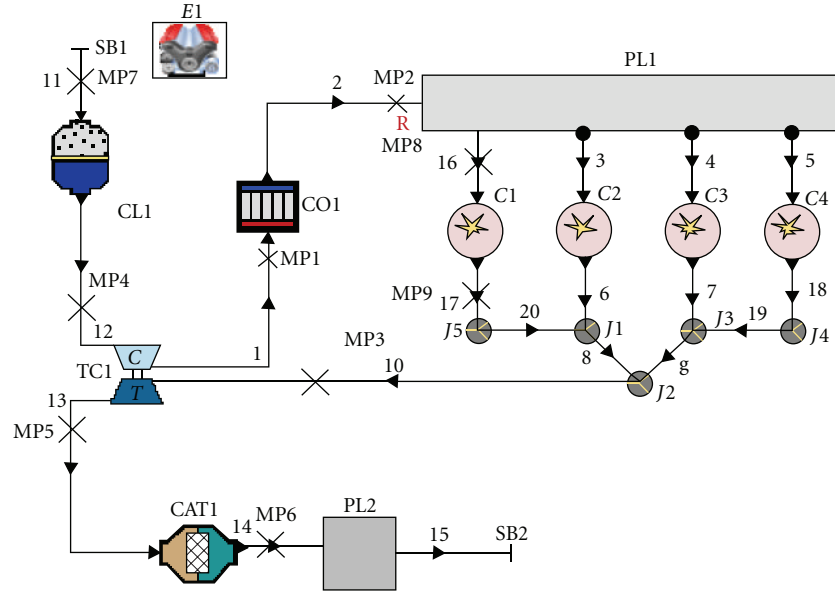 E1
SB1
11
MP7
CL1
MP4
12
2
MP2
R
MP8
PL1
CO1
MP1
1
16
3
4
5
C1
C2
C3
C4
MP9
17
6
7
18
J5
20
J1
J3
19
J4
8
g
J2
MP3
10
C
TC1
T
13
MP5
CAT1
14
MP6
PL2
15
SB2